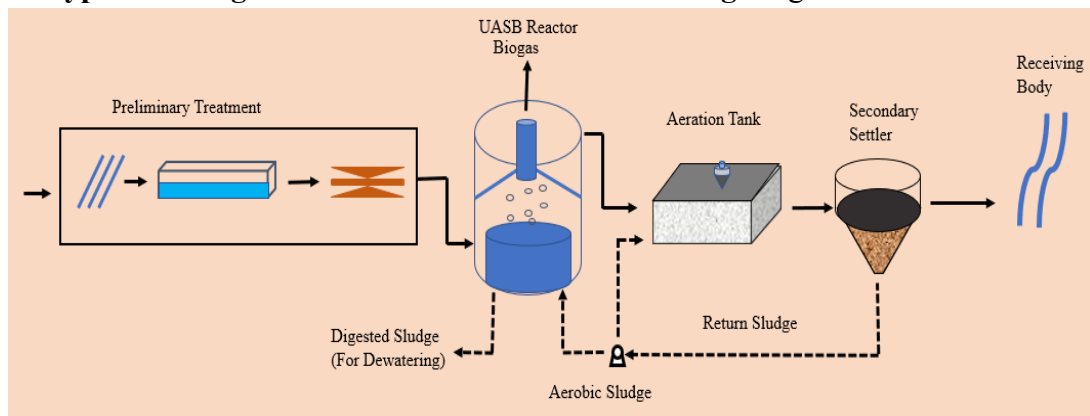 UASB Reactor
Biogas
Receiving
Body
Preliminary Treatment
Aeration Tank
Secondary
Settler
Digested Sludge
(For Dewatering)
Return Sludge
Aerobic Sludge